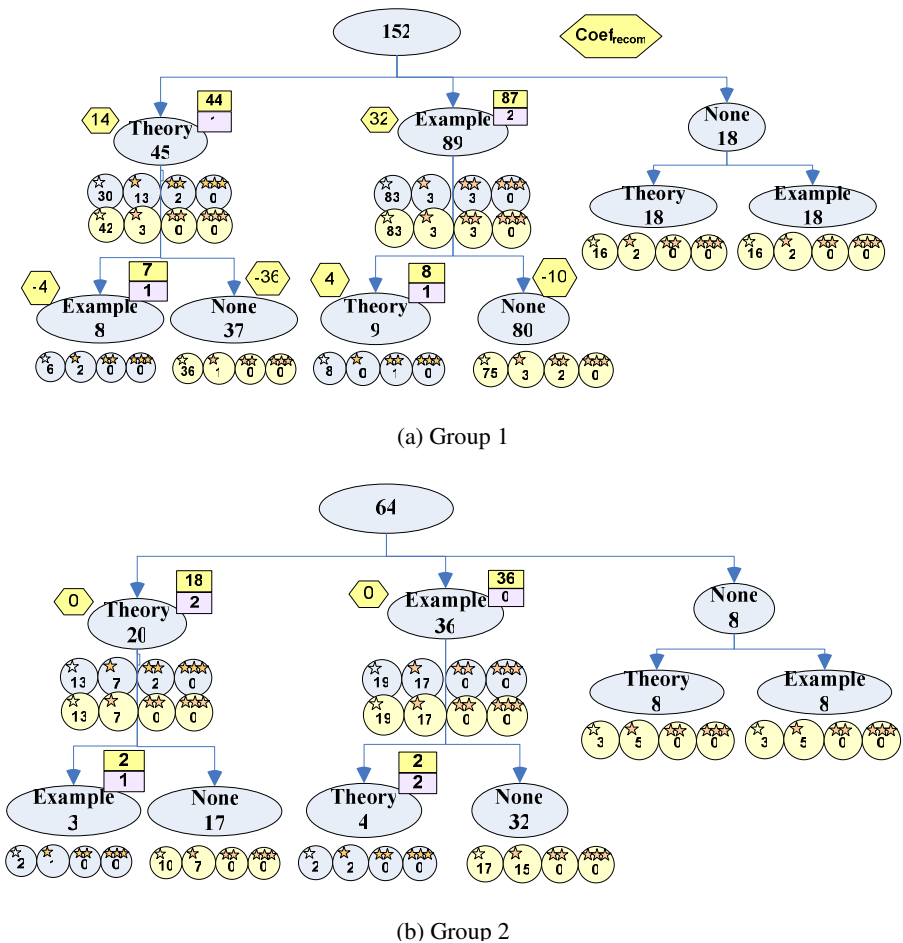 152
Coef_recom
14
44
1
Theory
45
32
87
2
Example
89
None
18
30 13 2 0
42 3 0 0
83 3 3 0
83 3 3 0
Theory
18
Example
18
16 2 0 0
16 2 0 0
-4
7
1
Example
8
-36
None
37
4
8
1
Theory
9
-10
None
80
6 2 0 0
36 1 0 0
8 0 1 0
75 3 2 0
(a) Group 1
64
0
18
2
Theory
20
0
36
0
Example
36
None
8
13 7 2 0
13 7 0 0
19 17 0 0
19 17 0 0
Theory
8
Example
8
3 5 0 0
3 5 0 0
2
1
Example
3
None
17
2
2
Theory
4
None
32
2 1 0 0
10 7 0 0
2 2 0 0
17 15 0 0
(b) Group 2